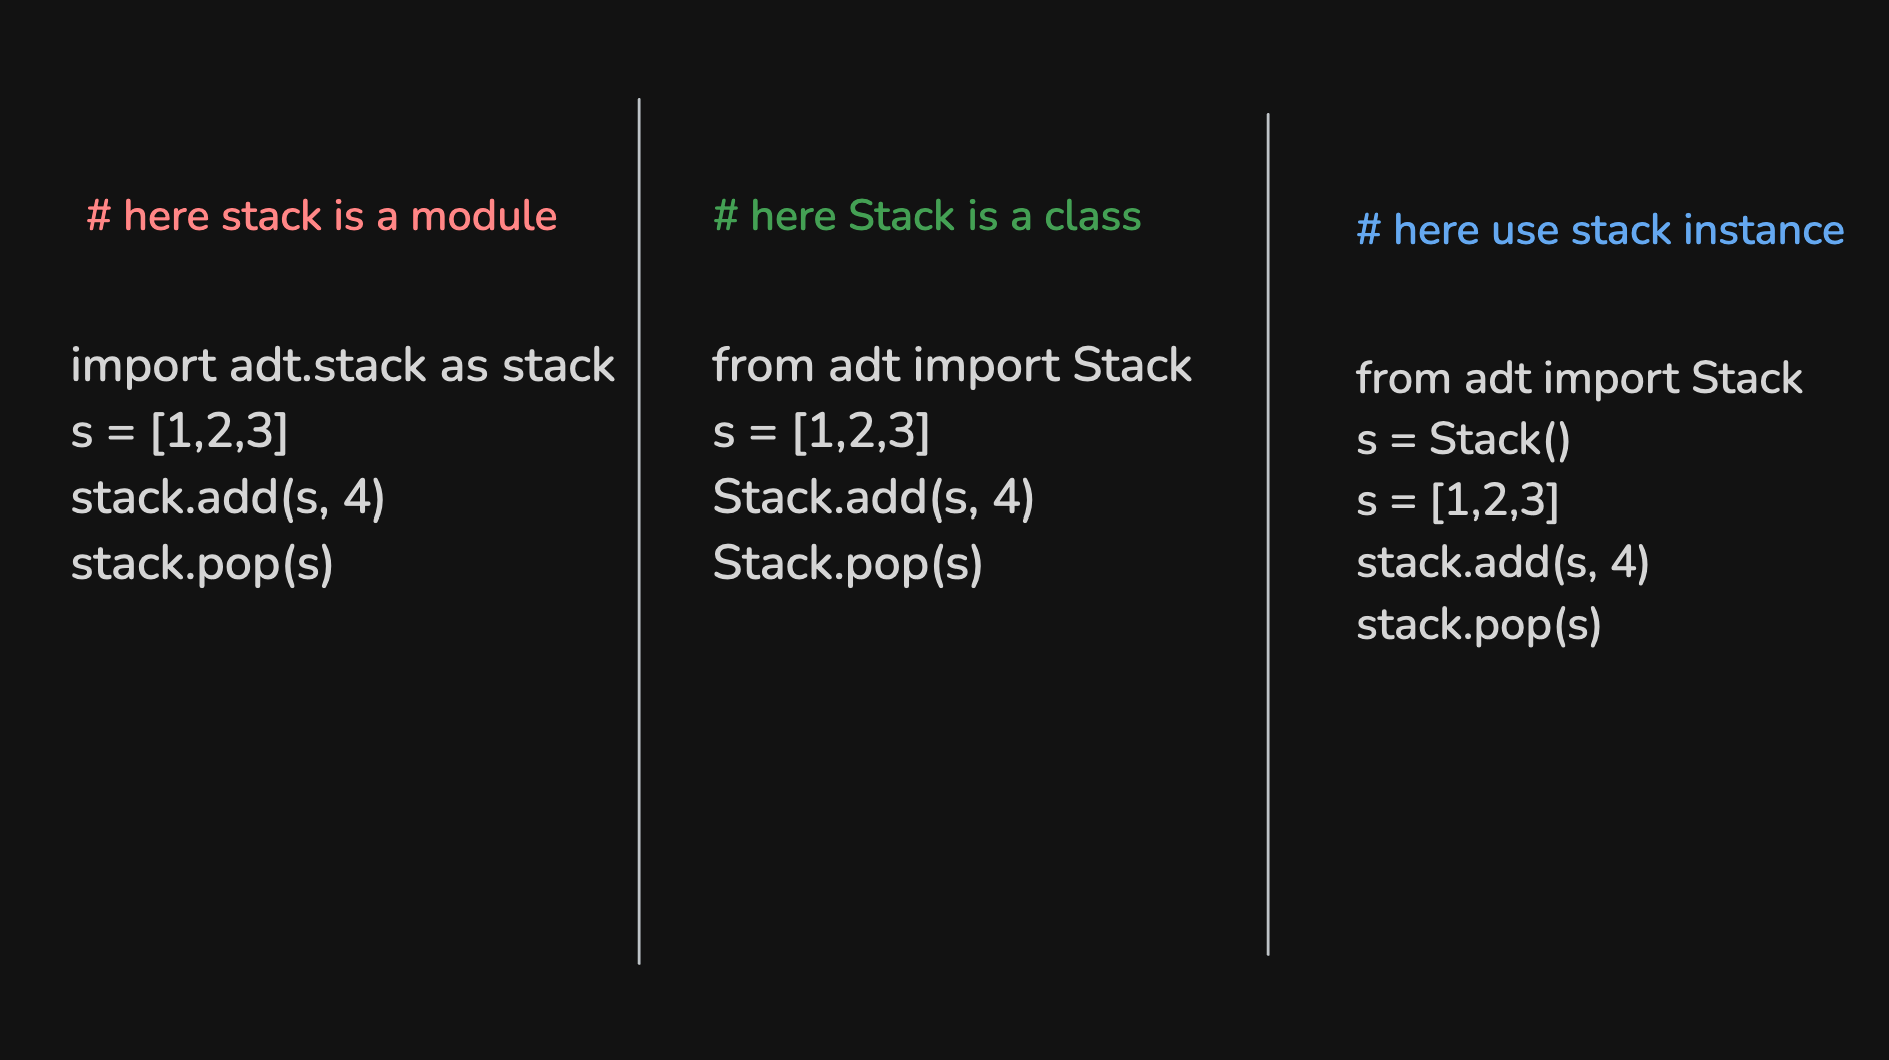 # here stack is a module
import adt.stack as stack
s = [1,2,3]
stack.add(s, 4)
stack.pop(s)
# here Stack is a class
from adt import Stack
s = [1,2,3]
Stack.add(s, 4)
Stack.pop(s)
# here use stack instance
from adt import Stack
s = Stack()
s = [1,2,3]
stack.add(s, 4)
stack.pop(s)